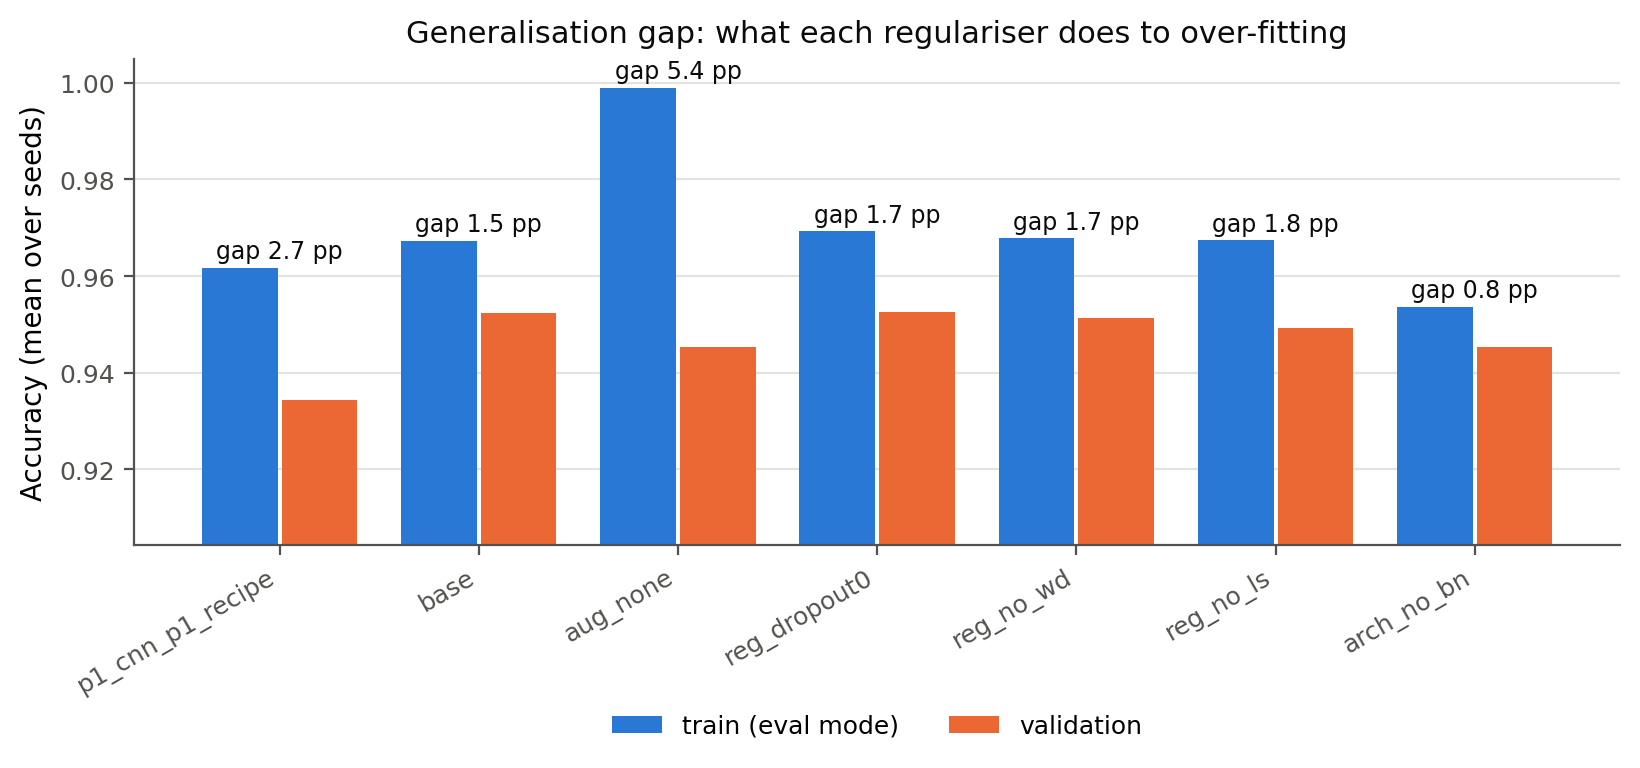 Generalisation gap: what each regulariser does to over-fitting
Accuracy (mean over seeds)
1.00
0.98
0.96
0.94
0.92
gap 2.7 pp
gap 1.5 pp
gap 5.4 pp
gap 1.7 pp
gap 1.7 pp
gap 1.8 pp
gap 0.8 pp
p1_cnn_p1_recipe
base
aug_none
reg_dropout0
reg_no_wd
reg_no_ls
arch_no_bn
train (eval mode)
validation